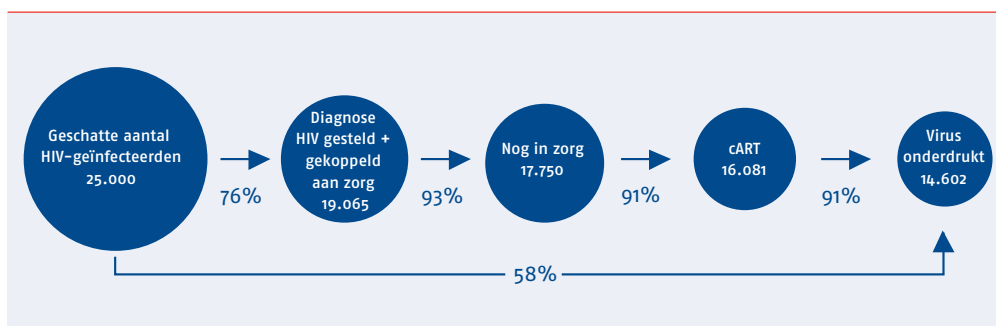 Geschatte aantal
HIV-geïnfecteerden
25.000
76%
Diagnose
HIV gesteld +
gekoppeld
aan zorg
19.065
93%
Nog in zorg
17.750
91%
cART
16.081
91%
Virus
onderdrukt
14.602
58%